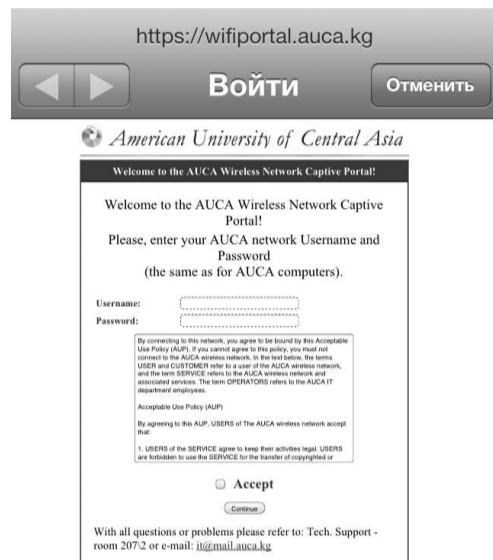 https://wifiportal.auca.kg
Войти
Отменить
American University of Central Asia
Welcome to the AUCA Wireless Network Captive Portal!
Welcome to the AUCA Wireless Network Captive
Portal!
Please, enter your AUCA network Username and
Password
(the same as for AUCA computers).
Username:
Password:
By connecting to this network, you agree to be bound by this Acceptable
Use Policy (AUP). If you cannot agree to this policy, you must not
connect to the AUCA wireless network. In the text below, the terms
USER and CUSTOMER refer to a user of the AUCA wireless network,
and the term SERVICE refers to the AUCA wireless network and
associated services. The term OPERATORS refers to the AUCA IT
department employees.
Acceptable Use Policy (AUP)
By agreeing to this AUP, USERS of The AUCA wireless network accept
that:
1. USERS of the SERVICE agree to keep their activities legal. USERS
are forbidden to use the SERVICE for the transfer of copyrighted or
Accept
Continue
With all questions or problems please refer to: Tech. Support -
room 207\2 or e-mail: it@mail.auca.kg